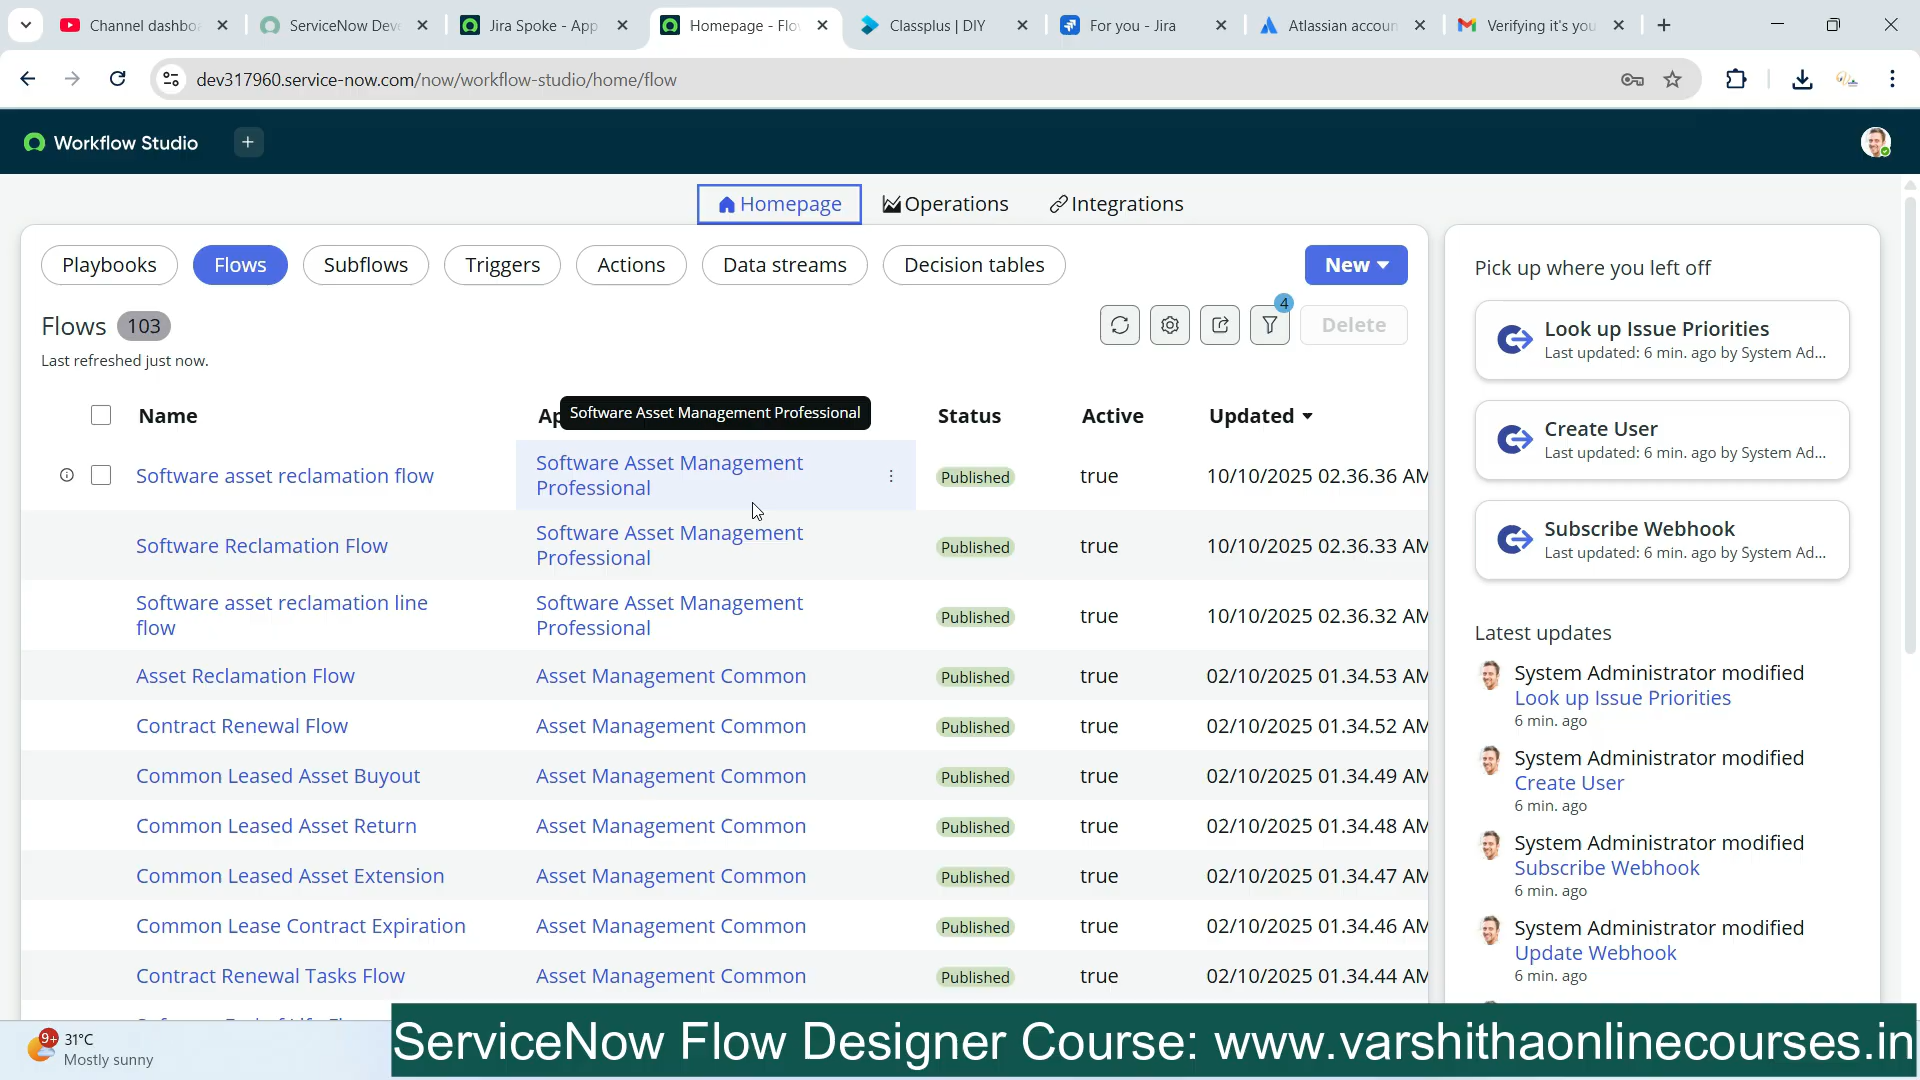 Channel dashbo
ServiceNow Deve
Jira Spoke - App
Homepage - Flo
Classplus | DIY
For you - Jira
Atlassian accoun
Verifying it's you
dev317960.service-now.com/now/workflow-studio/home/flow
Workflow Studio
Homepage
Operations
Integrations
Playbooks
Flows
Subflows
Triggers
Actions
Data streams
Decision tables
New
Flows 103
4
Delete
Last refreshed just now.
Name
Ap
Software Asset Management Professional
Status
Active
Updated
Software asset reclamation flow
Software Asset Management
Professional
Published
true
10/10/2025 02.36.36 AM
Software Reclamation Flow
Software Asset Management
Professional
Published
true
10/10/2025 02.36.33 AM
Software asset reclamation line
flow
Software Asset Management
Professional
Published
true
10/10/2025 02.36.32 AM
Asset Reclamation Flow
Asset Management Common
Published
true
02/10/2025 01.34.53 AM
Contract Renewal Flow
Asset Management Common
Published
true
02/10/2025 01.34.52 AM
Common Leased Asset Buyout
Asset Management Common
Published
true
02/10/2025 01.34.49 AM
Common Leased Asset Return
Asset Management Common
Published
true
02/10/2025 01.34.48 AM
Common Leased Asset Extension
Asset Management Common
Published
true
02/10/2025 01.34.47 AM
Common Lease Contract Expiration
Asset Management Common
Published
true
02/10/2025 01.34.46 AM
Contract Renewal Tasks Flow
Asset Management Common
Published
true
02/10/2025 01.34.44 AM
Pick up where you left off
Look up Issue Priorities
Last updated: 6 min. ago by System Ad...
Create User
Last updated: 6 min. ago by System Ad...
Subscribe Webhook
Last updated: 6 min. ago by System Ad...
Latest updates
System Administrator modified
Look up Issue Priorities
6 min. ago
System Administrator modified
Create User
6 min. ago
System Administrator modified
Subscribe Webhook
6 min. ago
System Administrator modified
Update Webhook
6 min. ago
9+
31°C
Mostly sunny
ServiceNow Flow Designer Course: www.varshithaonlinecourses.in